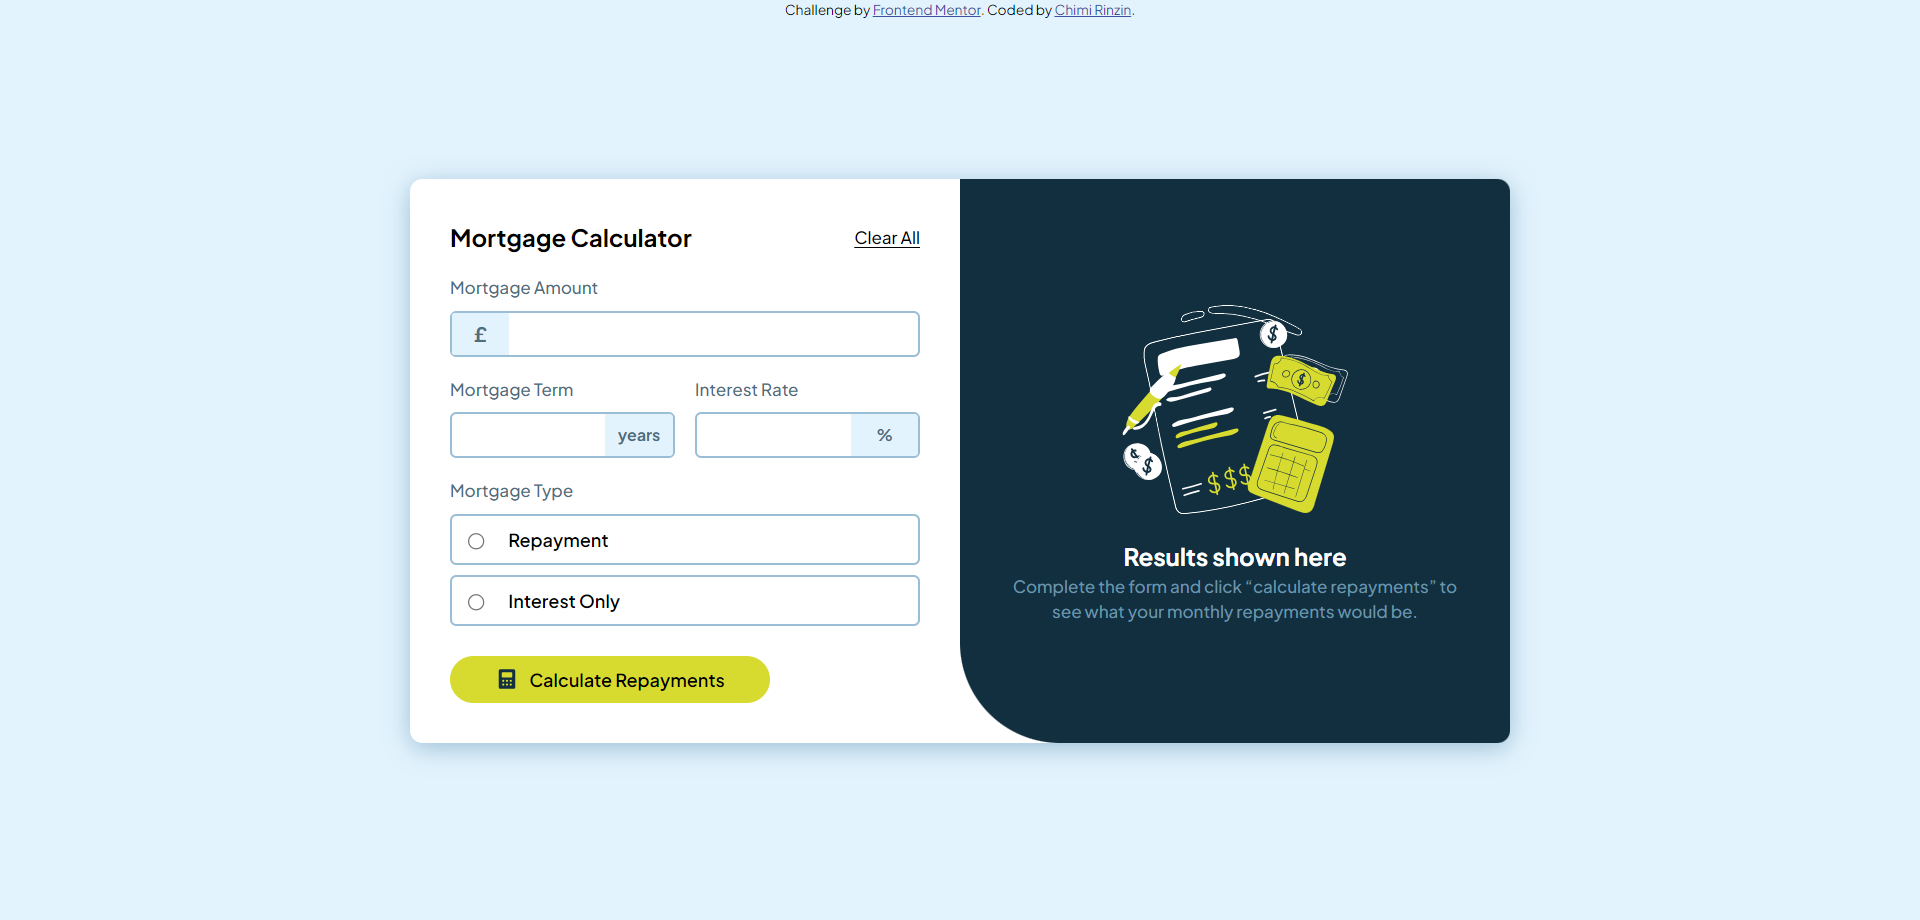 Challenge by Frontend Mentor. Coded by Chimi Rinzin.
Mortgage Calculator
Clear All
Mortgage Amount
£
Mortgage Term
Interest Rate
years
%
Mortgage Type
Repayment
Interest Only
Calculate Repayments
$
$
$
$
$$$
Results shown here
Complete the form and click “calculate repayments” to
see what your monthly repayments would be.